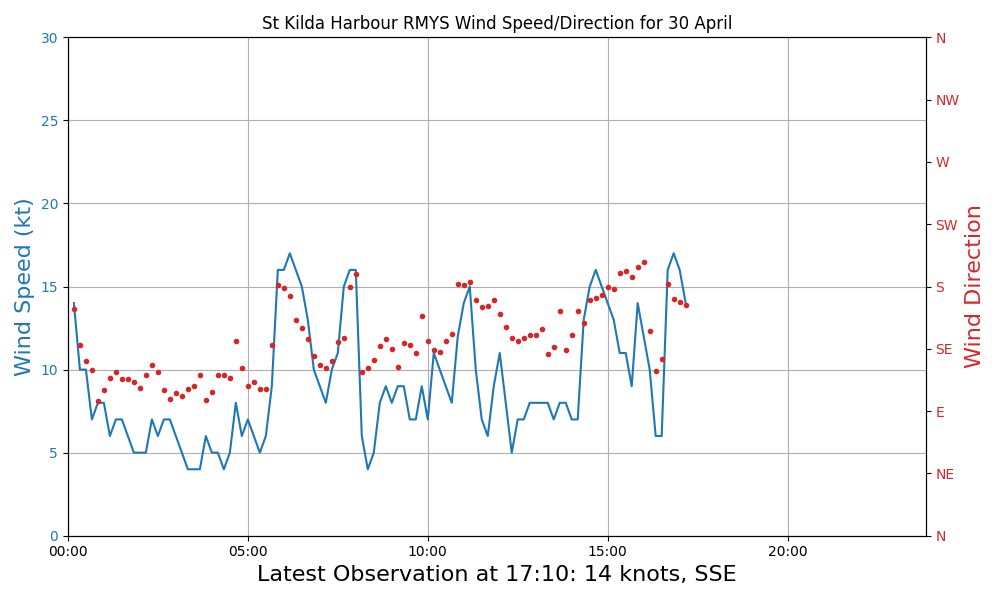 St Kilda Harbour RMYS Wind Speed/Direction for 30 April
30
25
20
15
10
5
0
Wind Speed (kt)
N
NW
W
SW
S
SE
E
NE
N
Wind Direction
00:00
05:00
10:00
15:00
20:00
Latest Observation at 17:10: 14 knots, SSE